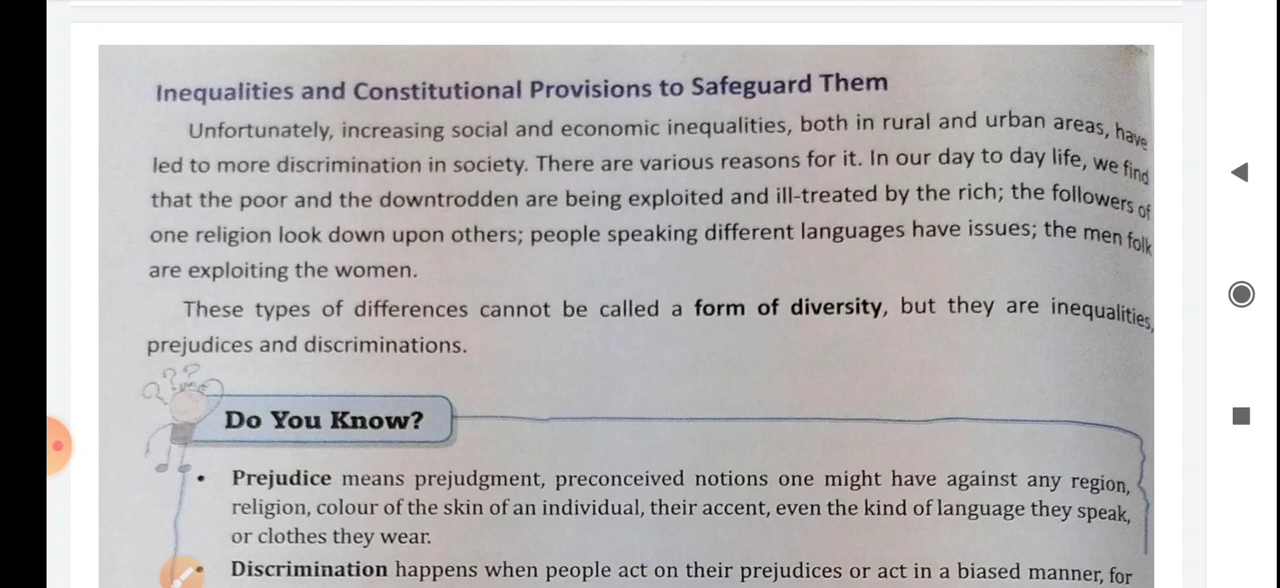 Inequalities and Constitutional Provisions to Safeguard Them
Unfortunately, increasing social and economic inequalities, both in rural and urban areas, have
led to more discrimination in society. There are various reasons for it. In our day to day life, we find
that the poor and the downtrodden are being exploited and ill-treated by the rich; the followers of
one religion look down upon others; people speaking different languages have issues; the men folk
are exploiting the women.
These types of differences cannot be called a form of diversity, but they are inequalities,
prejudices and discriminations.
???
Do You Know?
• Prejudice means prejudgment, preconceived notions one might have against any region,
religion, colour of the skin of an individual, their accent, even the kind of language they speak,
or clothes they wear.
• Discrimination happens when people act on their prejudices or act in a biased manner, for